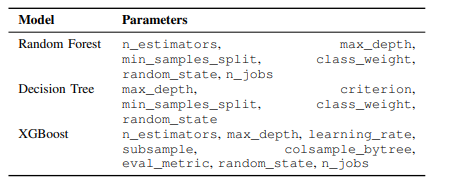 Model Parameters
Random Forest n_estimators, max_depth,
min_samples_split, class_weight,
random_state, n_jobs
Decision Tree max_depth, criterion,
min_samples_split, class_weight,
random_state
XGBoost n_estimators, max_depth, learning_rate,
subsample, colsample_bytree,
eval_metric, random_state, n_jobs